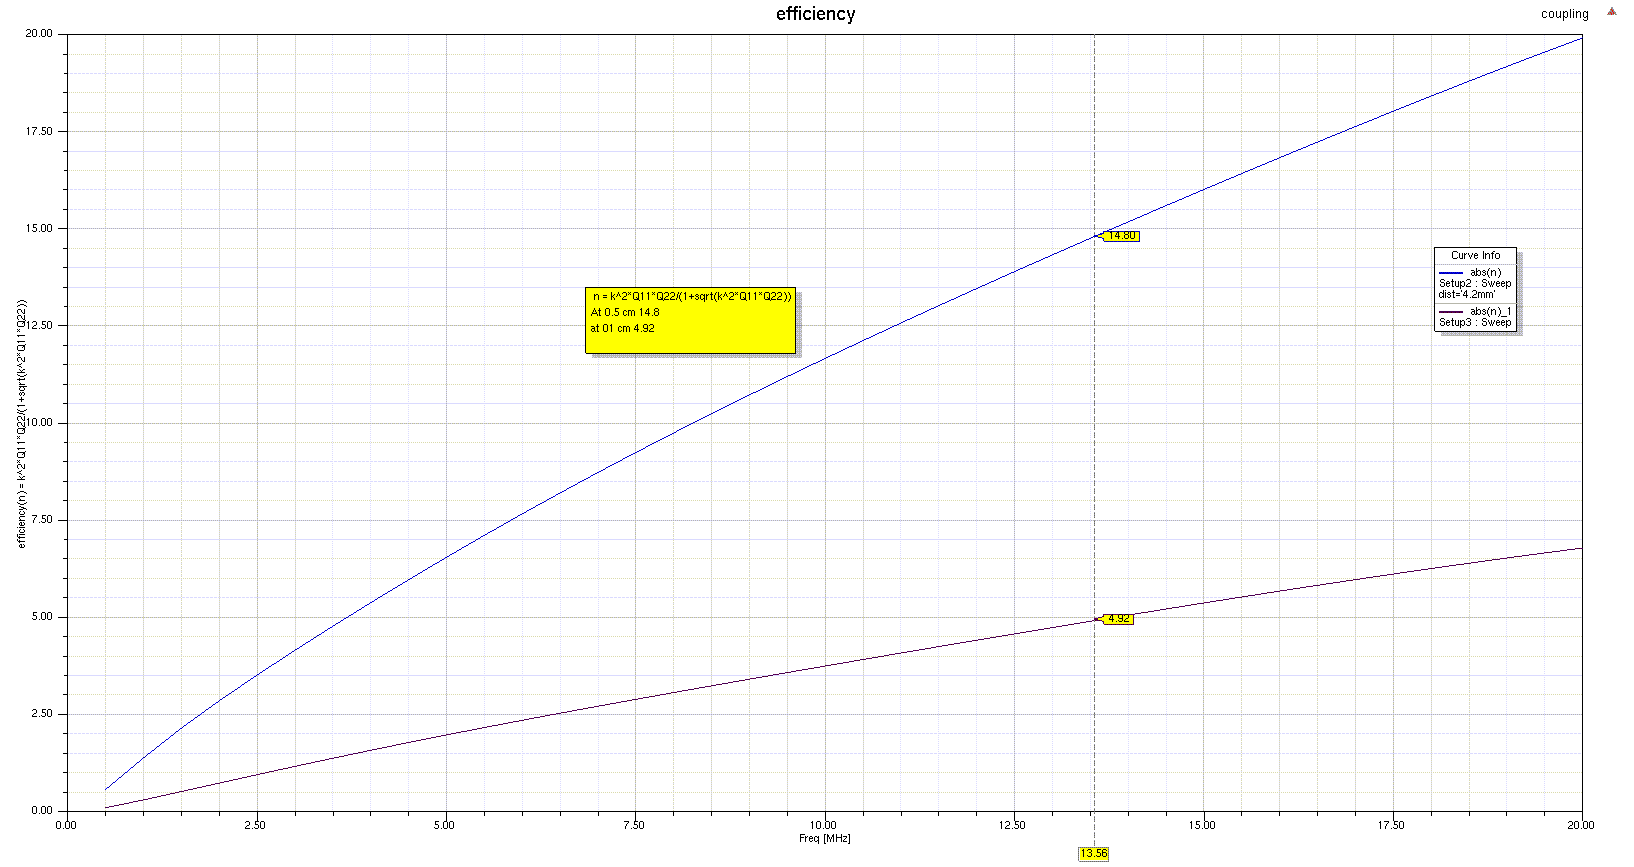 efficiency
coupling
20.00
17.50
15.00
12.50
10.00
7.50
5.00
2.50
0.00
efficiency(n) = k^2*Q11*Q22/(1+sqrt(k^2*Q11*Q22))
n = k^2*Q11*Q22/(1+sqrt(k^2*Q11*Q22))
At 0.5 cm 14.8
at 01 cm 4.92
14.80
4.92
Curve Info
abs(n)
Setup2 : Sweep
dist='4.2mm'
abs(n)_1
Setup3 : Sweep
0.00 2.50 5.00 7.50 10.00 12.50 15.00 17.50 20.00
Freq [MHz]
13.56